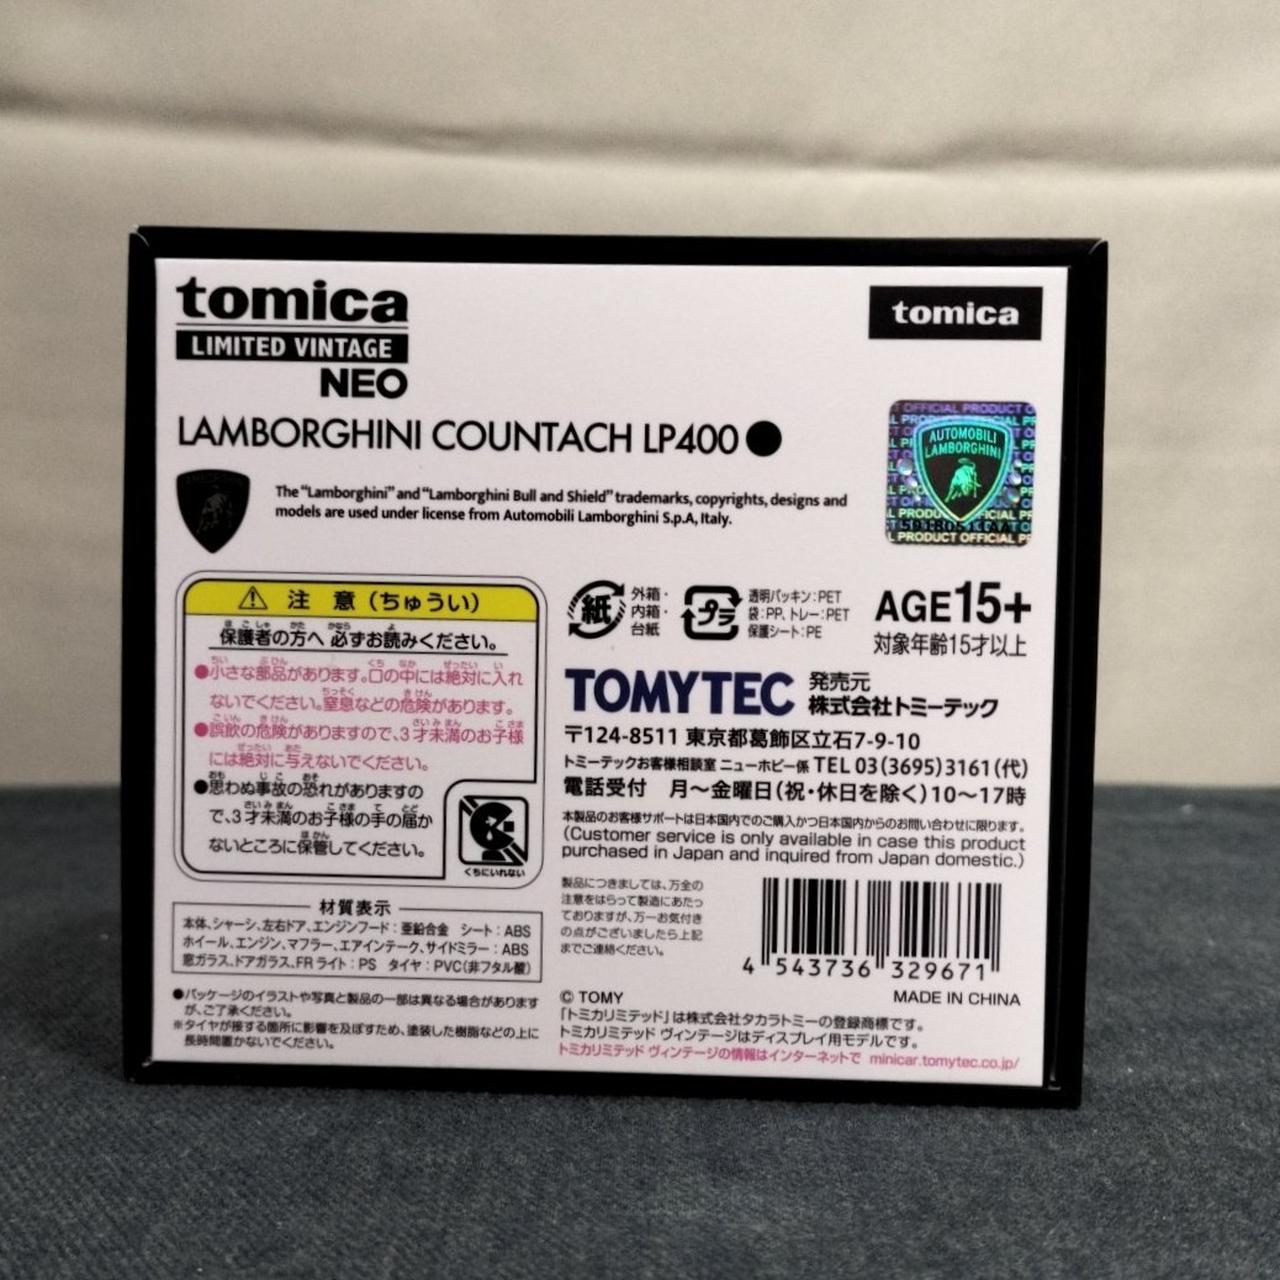 tomica
LIMITED VINTAGE
NEO
tomica
LAMBORGHINI COUNTACH LP400●
The “Lamborghini” and “Lamborghini Bull and Shield” trademarks, copyrights, designs and
models are used under license from Automobili Lamborghini S.p.A, Italy.
OFFICIAL PRODUCT
AUTOMOBILI
LAMBORGHINI
PRODUCT OFFICIAL
注 意（ちゅうい）
保護者の方へ 必ずお読みください。
●小さな部品があります。口の中には絶対に入れ
ないでください。窒息などの危険があります。
●誤飲の危険がありますので、3才未満のお子様
には絶対に与えないでください。
●思わぬ事故の恐れがありますの
で、3才未満のお子様の手の届か
ないところに保管してください。
くちにいれない
材質表示
本体、シャーシ、左右ドア、エンジンフード：亜鉛合金 シート：ABS
ホイール、エンジン、マフラー、エアインテーク、サイドミラー：ABS
窓ガラス、ドアガラス、FRライト：PS タイヤ：PVC(非フタル酸)
●パッケージのイラストや写真と製品の一部は異なる場合があります
が、ご了承ください。
※タイヤが接する箇所に影響を及ぼすため、塗装した樹脂などの上に
長時間置かないでください。
紙
外箱・
内箱・
台紙
プラ
透明パッキン：PET
袋：PP、トレー：PET
保護シート：PE
AGE15+
対象年齢15才以上
TOMYTEC
発売元
株式会社トミーテック
〒124-8511 東京都葛飾区立石7-9-10
トミーテックお客様相談室 ニューホビー係 TEL 03(3695)3161(代)
電話受付 月～金曜日(祝・休日を除く)10～17時
本製品のお客様サポートは日本国内でのご購入かつ日本国内からのお問い合わせに限ります。
(Customer service is only available in case this product
purchased in Japan and inquired from Japan domestic.)
製品につきましては、万全の
注意をはらって製造にあたっ
ておりますが、万一お気付き
の点がございましたら上記
までご連絡ください。
4 543736 329671
© TOMY
MADE IN CHINA
「トミカリミテッド」は株式会社タカラトミーの登録商標です。
トミカリミテッド ヴィンテージはディスプレイ用モデルです。
トミカリミテッド ヴィンテージの情報はインターネットで minicar.tomytec.co.jp/